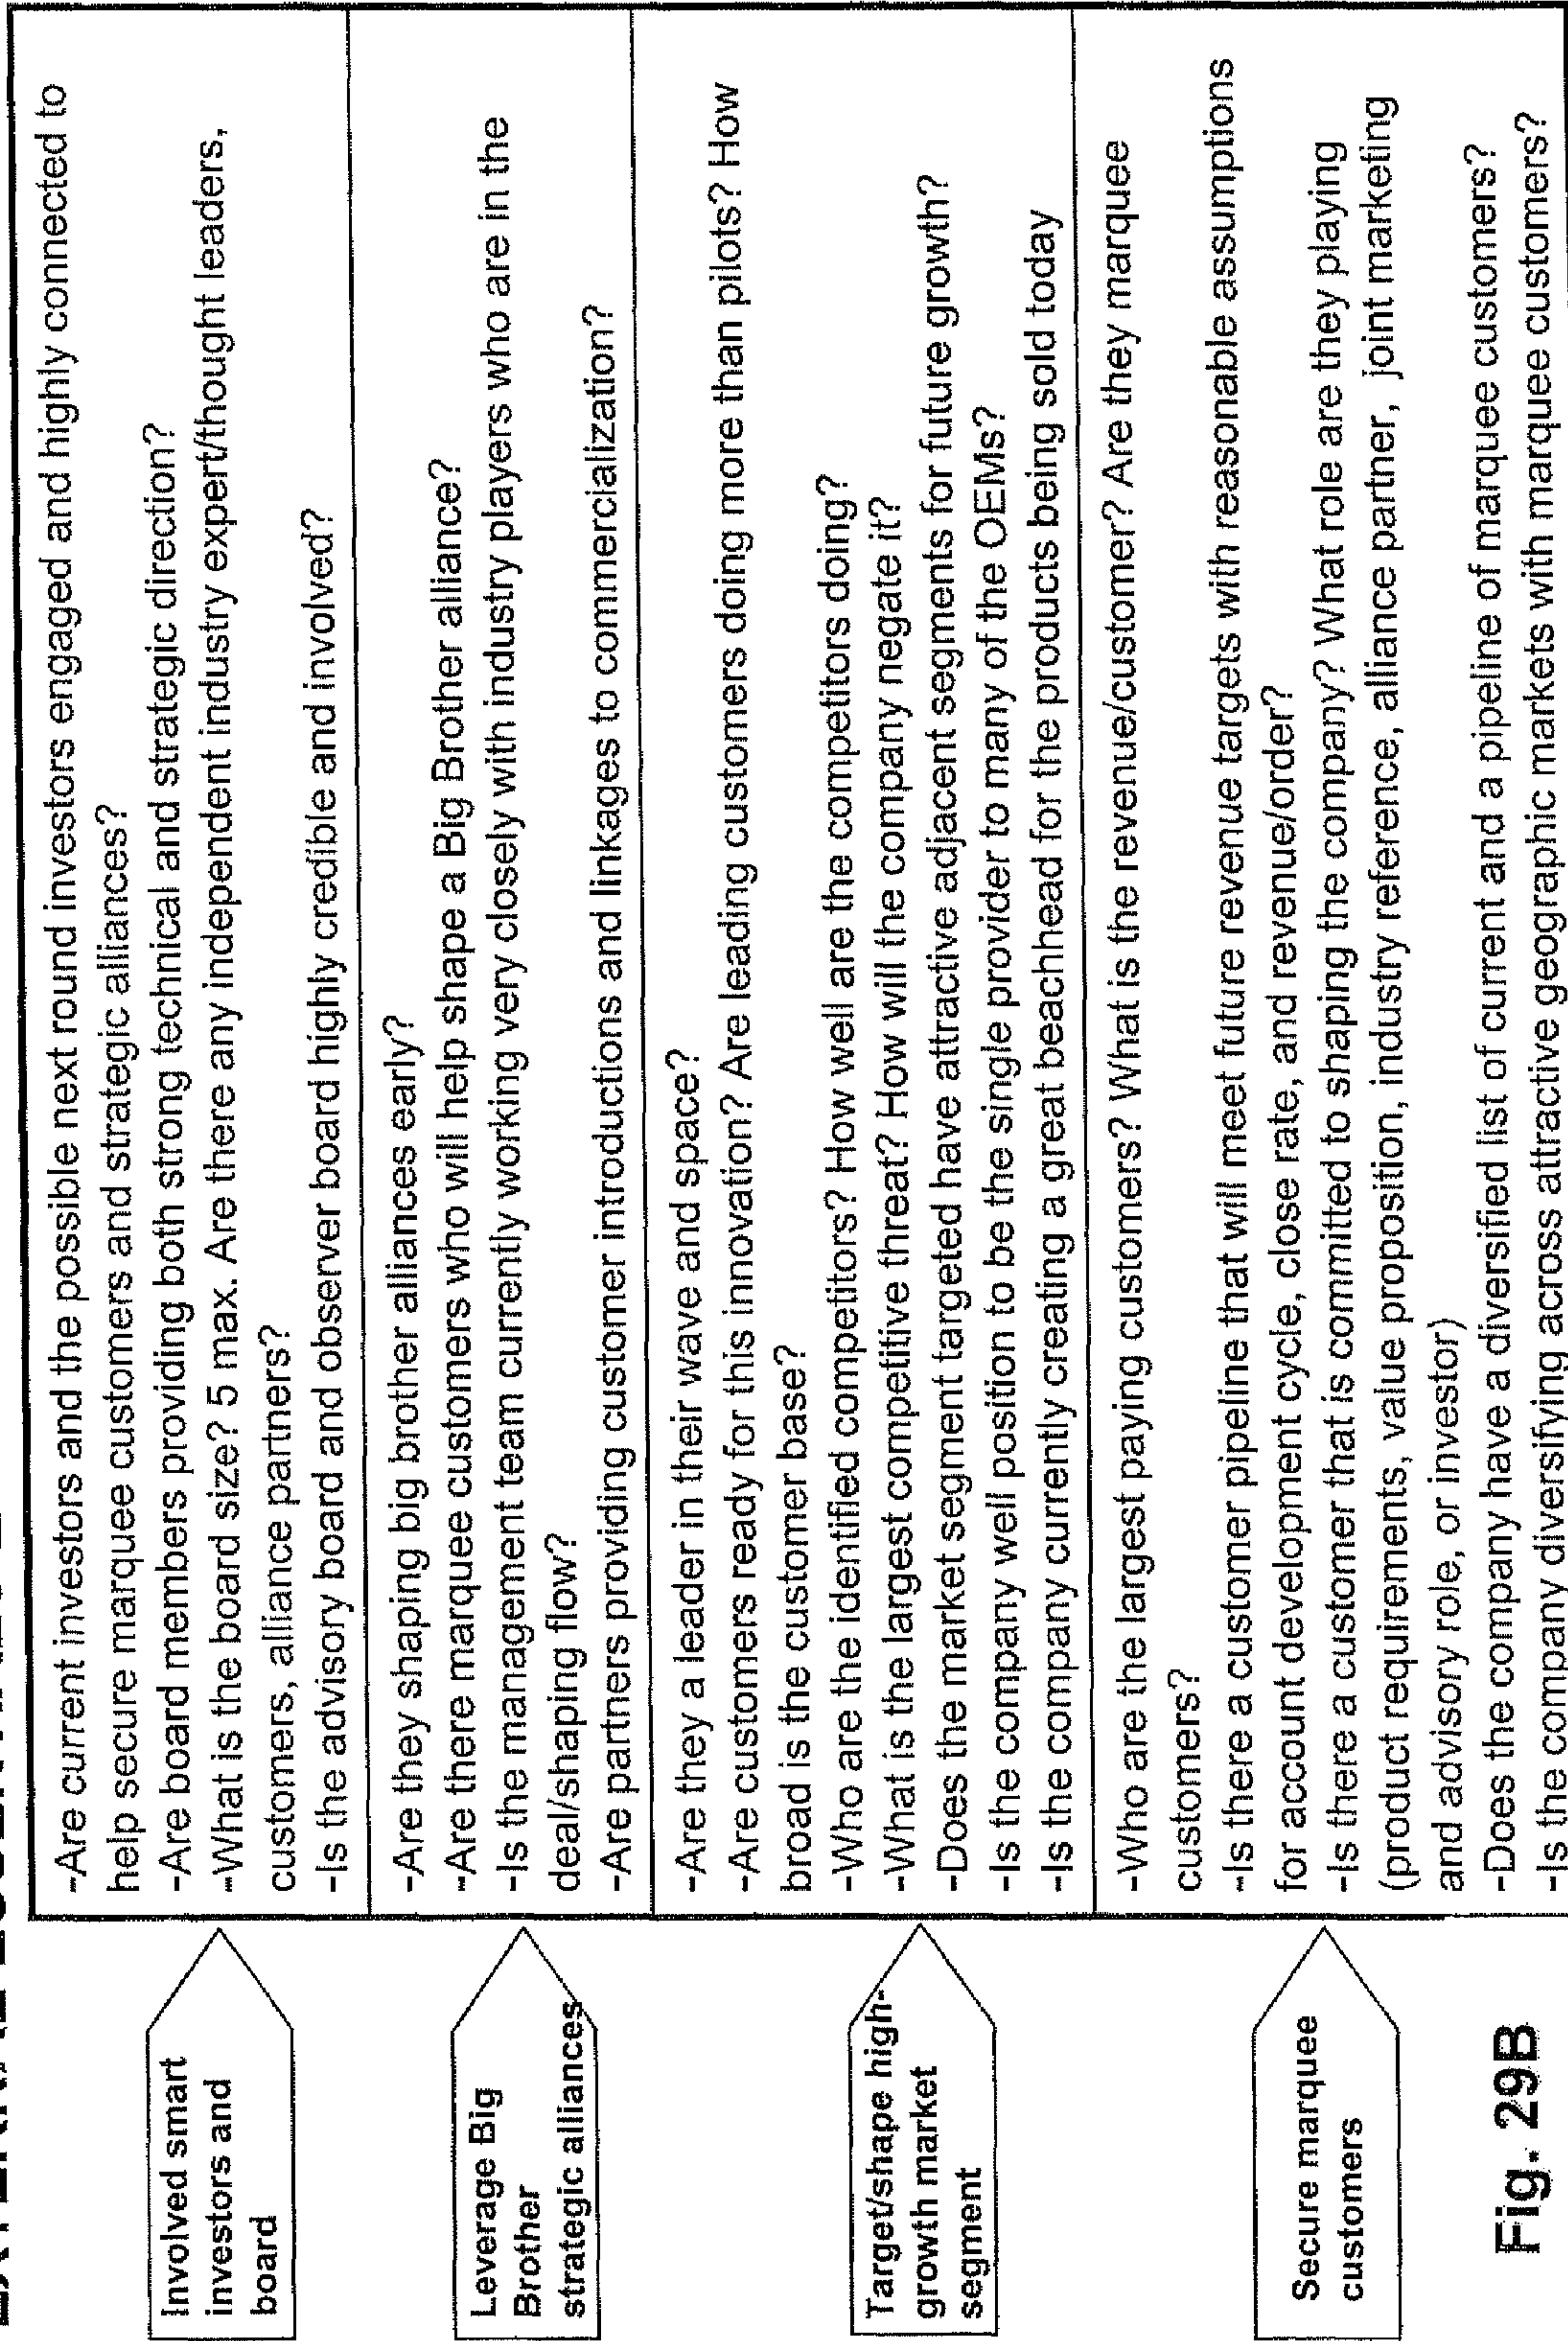 Involved smart
investors and
board
-Are current investors and the possible next round investors engaged and highly connected to
help secure marquee customers and strategic alliances?
-Are board members providing both strong technical and strategic direction?
-What is the board size? 5 max. Are there any independent industry expert/thought leaders,
customers, alliance partners?
-Is the advisory board and observer board highly credible and involved?
Leverage Big
Brother
strategic alliances
-Are they shaping big brother alliances early?
-Are there marquee customers who will help shape a Big Brother alliance?
-Is the management team currently working very closely with industry players who are in the
deal/shaping flow?
-Are partners providing customer introductions and linkages to commercialization?
Target/shape high-
growth market
segment
-Are they a leader in their wave and space?
-Are customers ready for this innovation? Are leading customers doing more than pilots? How
broad is the customer base?
-Who are the identified competitors? How well are the competitors doing?
-What is the largest competitive threat? How will the company negate it?
-Does the market segment targeted have attractive adjacent segments for future growth?
-Is the company well position to be the single provider to many of the OEMs?
-Is the company currently creating a great beachhead for the products being sold today
Secure marquee
customers
-Who are the largest paying customers? What is the revenue/customer? Are they marquee
customers?
-Is there a customer pipeline that will meet future revenue targets with reasonable assumptions
for account development cycle, close rate, and revenue/order?
-Is there a customer that is committed to shaping the company? What role are they playing
(product requirements, value proposition, industry reference, alliance partner, joint marketing
and advisory role, or investor)
-Does the company have a diversified list of current and a pipeline of marquee customers?
-Is the company diversifying across attractive geographic markets with marquee customers?
Fig. 29B